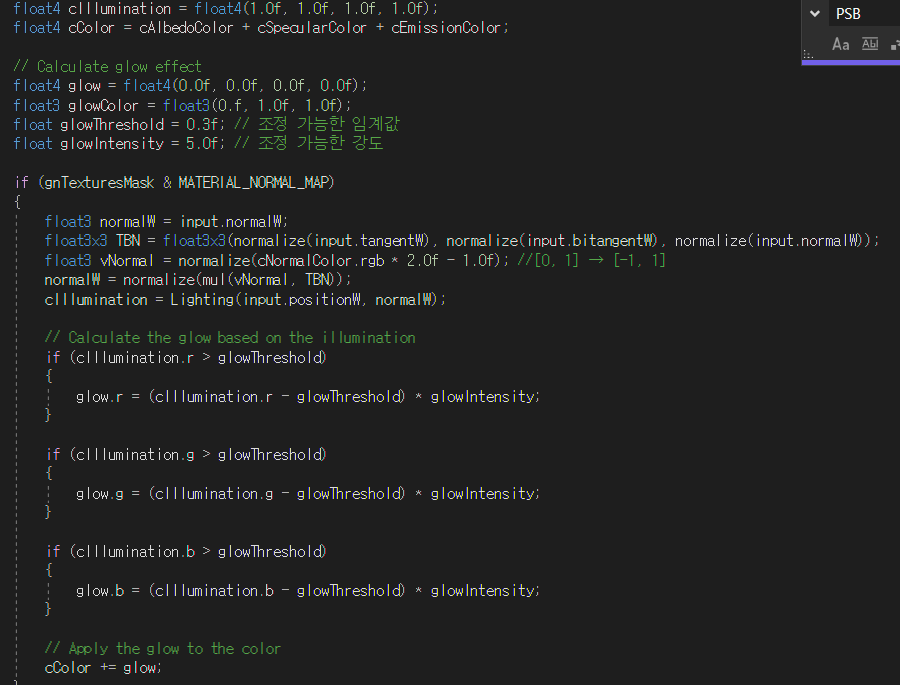 float4 cIllumination = float4(1.0f, 1.0f, 1.0f, 1.0f);
float4 cColor = cAlbedoColor + cSpecularColor + cEmissionColor;
// Calculate glow effect
float4 glow = float4(0.0f, 0.0f, 0.0f, 0.0f);
float3 glowColor = float3(0.f, 1.0f, 1.0f);
float glowThreshold = 0.3f; // 조정 가능한 임계값
float glowIntensity = 5.0f; // 조정 가능한 강도
if (gnTexturesMask & MATERIAL_NORMAL_MAP)
{
float3 normalW = input.normalW;
float3x3 TBN = float3x3(normalize(input.tangentW), normalize(input.bitangentW), normalize(input.normalW));
float3 vNormal = normalize(cNormalColor.rgb * 2.0f - 1.0f); //[0, 1] → [-1, 1]
normalW = normalize(mul(vNormal, TBN));
cIllumination = Lighting(input.positionW, normalW);
// Calculate the glow based on the illumination
if (cIllumination.r > glowThreshold)
{
glow.r = (cIllumination.r - glowThreshold) * glowIntensity;
}
if (cIllumination.g > glowThreshold)
{
glow.g = (cIllumination.g - glowThreshold) * glowIntensity;
}
if (cIllumination.b > glowThreshold)
{
glow.b = (cIllumination.b - glowThreshold) * glowIntensity;
}
// Apply the glow to the color
cColor += glow;
PSB
Aa Abl